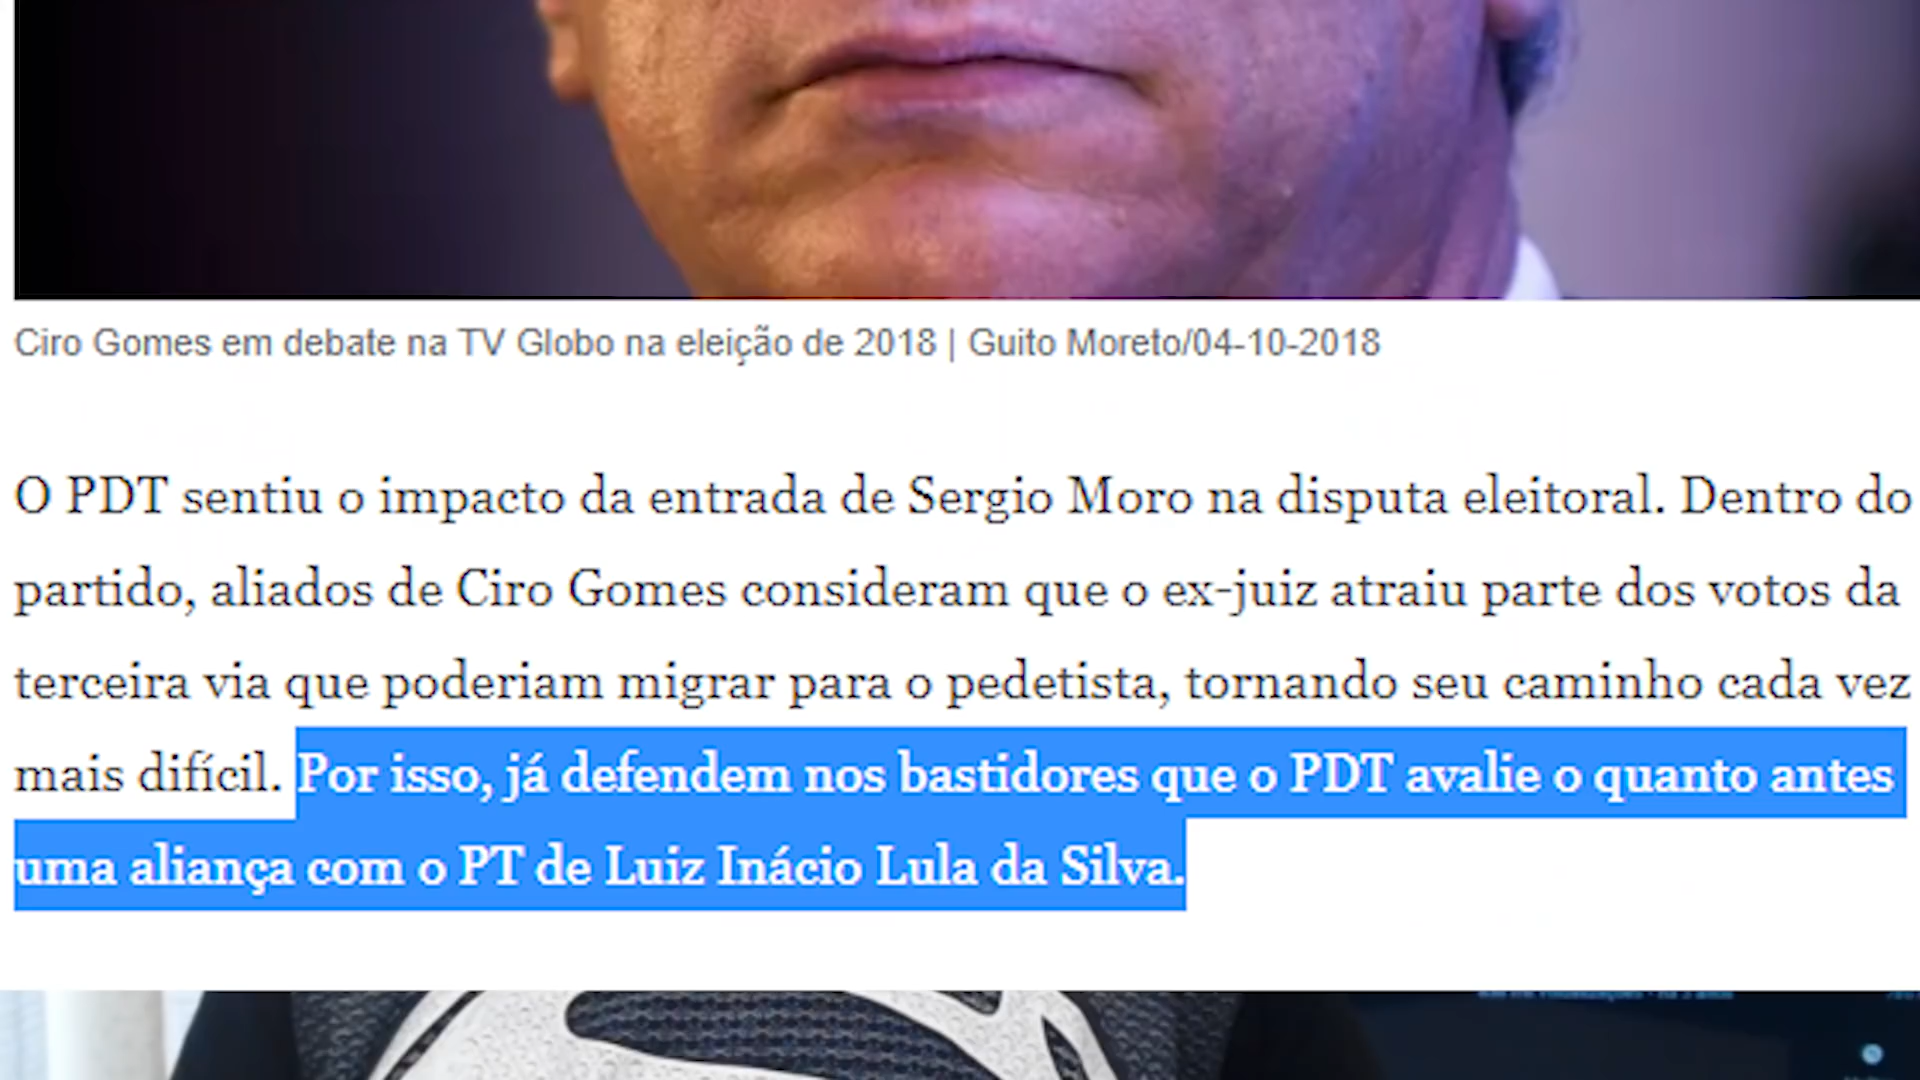 Ciro Gomes em debate na TV Globo na eleição de 2018 | Guito Moreto/04-10-2018
O PDT sentiu o impacto da entrada de Sergio Moro na disputa eleitoral. Dentro do
partido, aliados de Ciro Gomes consideram que o ex-juiz atraiu parte dos votos da
terceira via que poderiam migrar para o pedetista, tornando seu caminho cada vez
mais difícil. Por isso, já defendem nos bastidores que o PDT avalie o quanto antes
uma aliança com o PT de Luiz Inácio Lula da Silva.